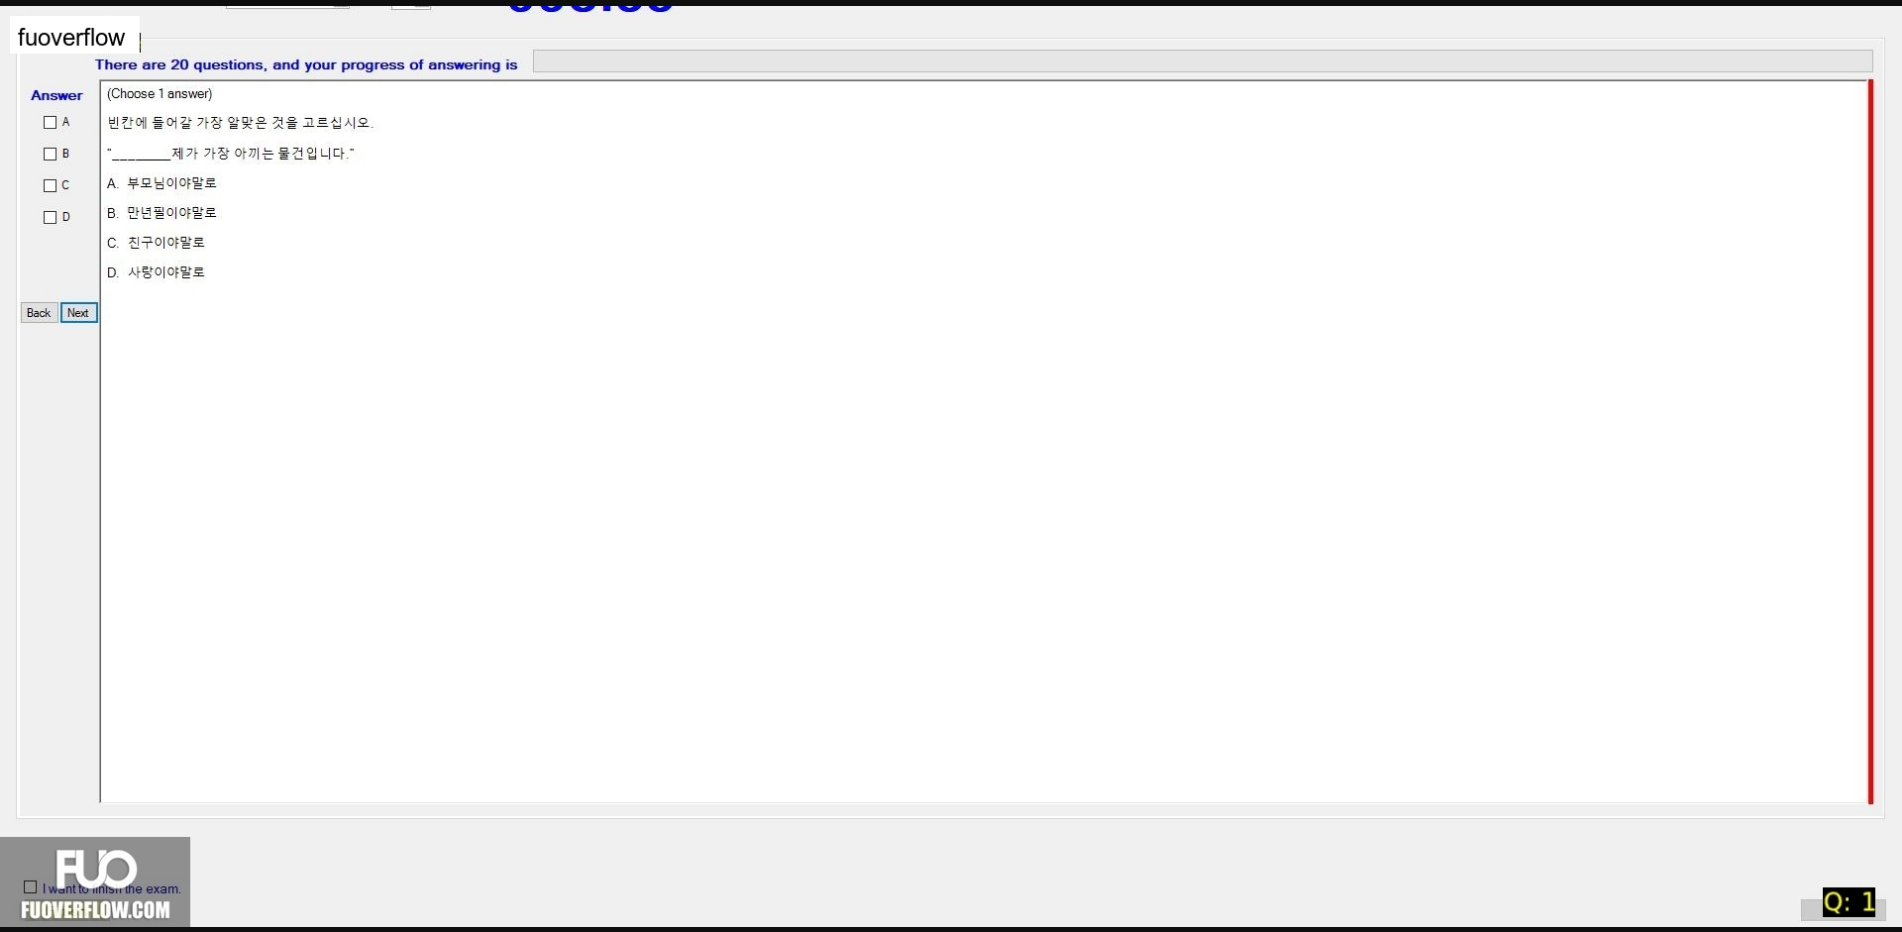 fuoverflow
There are 20 questions, and your progress of answering is
Answer
(Choose 1 answer)
A
빈칸에 들어갈 가장 알맞은 것을 고르십시오.
B
"________제가 가장 아끼는 물건입니다."
C
A. 부모님이야말로
D
B. 만년필이야말로
C. 친구이야말로
D. 사랑이야말로
Back Next
FUO
I want to finish the exam.
FUOVERFLOW.COM
Q: 1